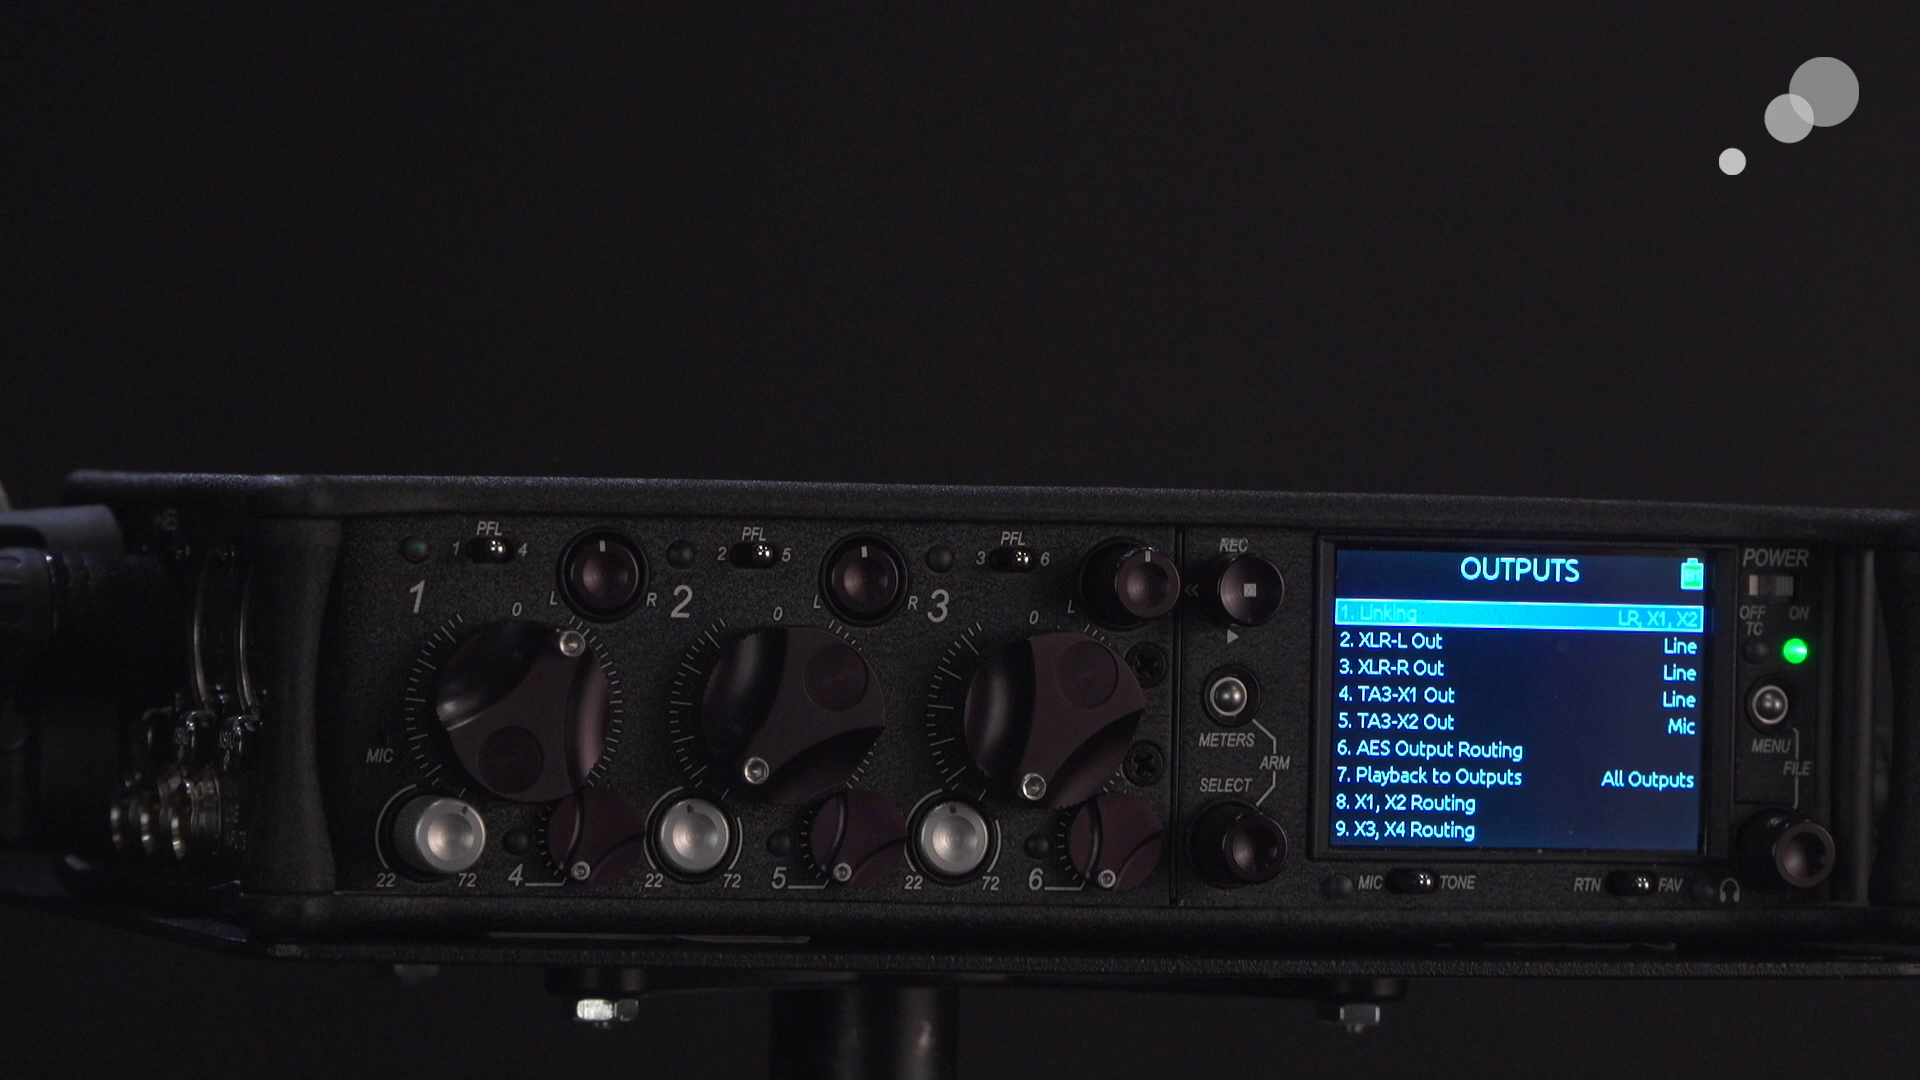 PFL
1 4
1
0
L R
MIC
22 72
4
PFL
2 5
2
0
L R
22 72
5
PFL
3 6
3
0
L
22 72
6
REC
METERS
ARM
SELECT
MIC TONE
OUTPUTS
1. Linking LR, X1, X2
2. XLR-L Out Line
3. XLR-R Out Line
4. TA3-X1 Out Line
5. TA3-X2 Out Mic
6. AES Output Routing
7. Playback to Outputs All Outputs
8. X1, X2 Routing
9. X3, X4 Routing
RTN FAV
POWER
OFF ON
TC
MENU
FILE